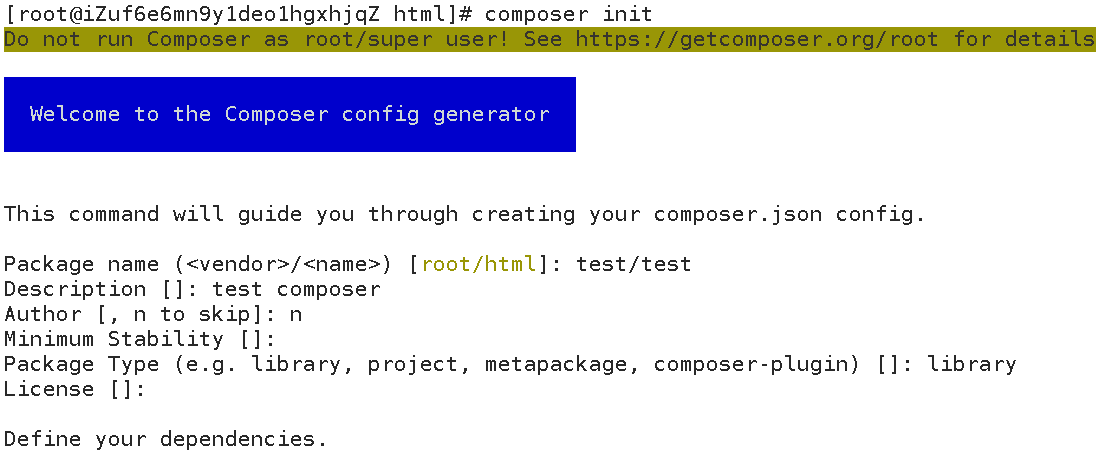 [root@iZuf6e6mn9y1deo1hgxhjqZ html]# composer init
Do not run Composer as root/super user! See https://getcomposer.org/root for details
Welcome to the Composer config generator
This command will guide you through creating your composer.json config.
Package name (<vendor>/<name>) [root/html]: test/test
Description []: test composer
Author [, n to skip]: n
Minimum Stability []:
Package Type (e.g. library, project, metapackage, composer-plugin) []: library
License []:
Define your dependencies.